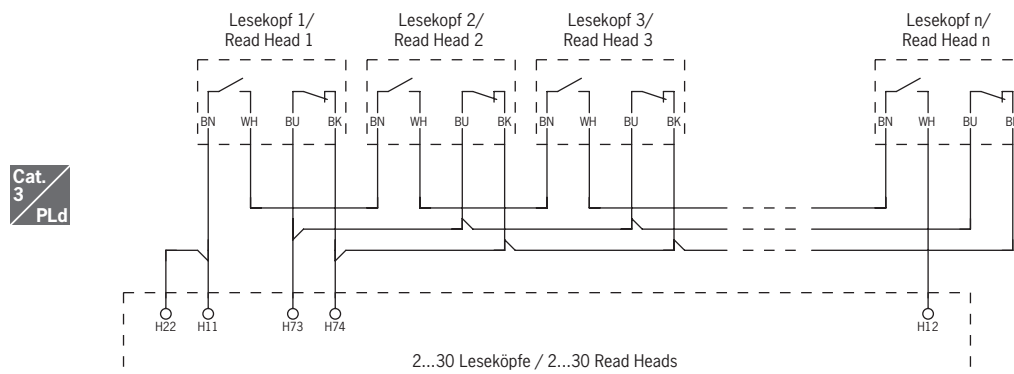 Lesekopf 1/
Read Head 1
Lesekopf 2/
Read Head 2
Lesekopf 3/
Read Head 3
Lesekopf n/
Read Head n
BN WH BU BK BN WH BU BK BN WH BU BK BN WH BU
Cat.
3
PLd
H22 H11 H73 H74 H12
2...30 Leseköpfe / 2...30 Read Heads